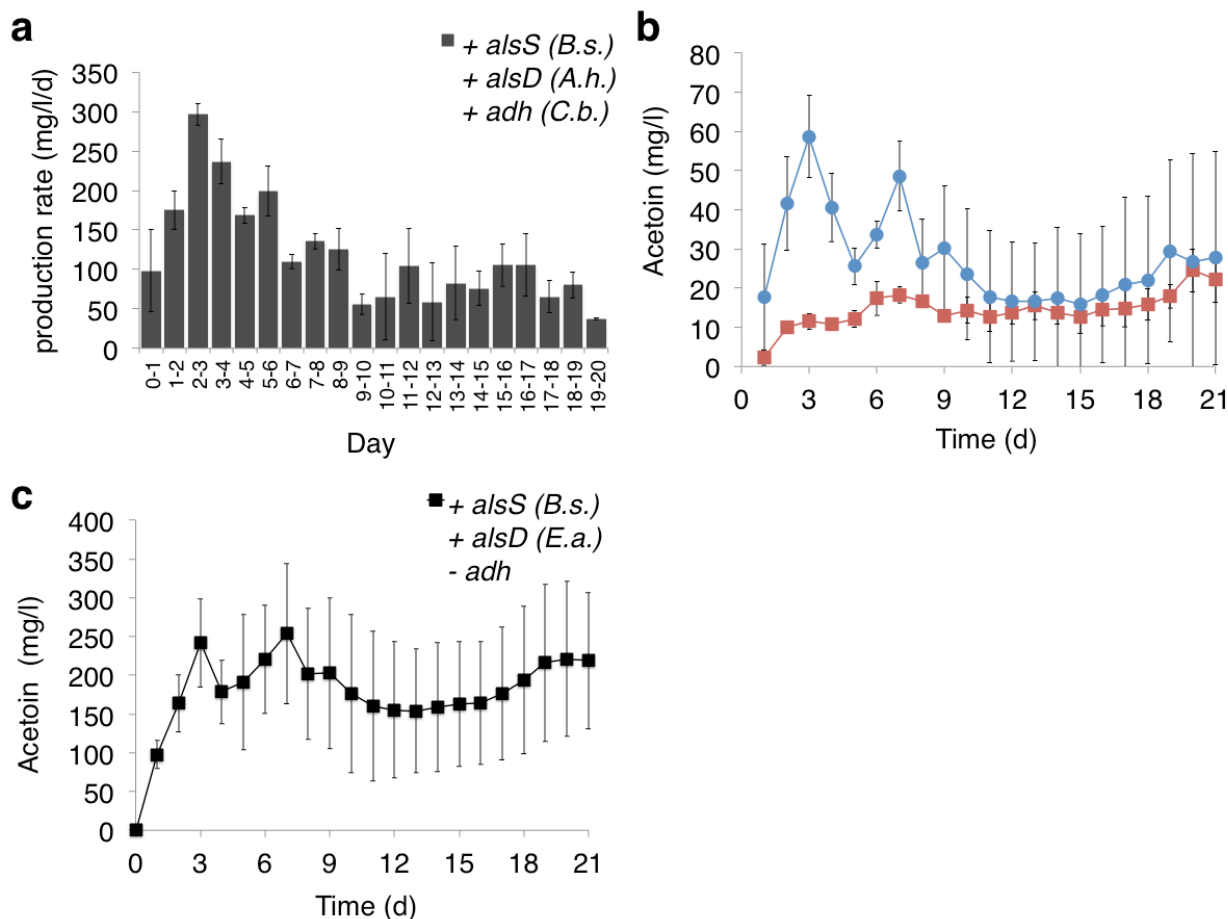 a
+ alsS (B.s.)
+ alsD (A.h.)
+ adh (C.b.)
production rate (mg/l/d)
350
300
250
200
150
100
50
0
0-1
1-2
2-3
3-4
4-5
5-6
6-7
7-8
8-9
9-10
10-11
11-12
12-13
13-14
14-15
15-16
16-17
17-18
18-19
19-20
Day
b
Acetoin (mg/l)
80
70
60
50
40
30
20
10
0
0 3 6 9 12 15 18 21
Time (d)
c
+ alsS (B.s.)
+ alsD (E.a.)
- adh
Acetoin (mg/l)
400
350
300
250
200
150
100
50
0
0 3 6 9 12 15 18 21
Time (d)